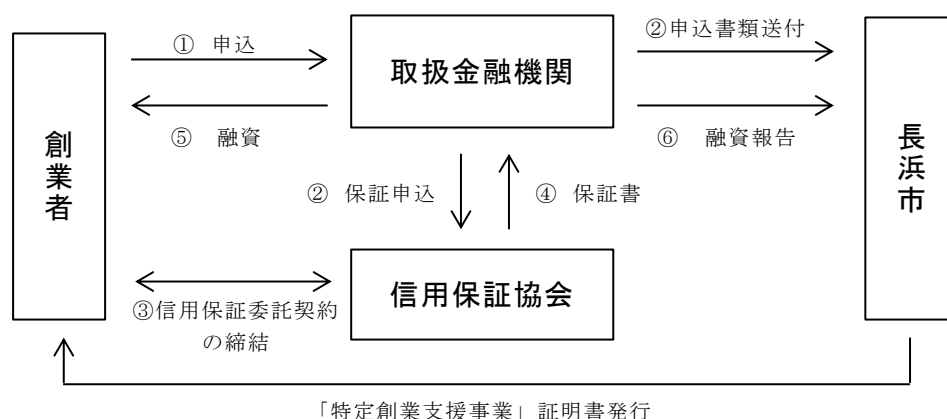 ① 申込
②申込書類送付
取扱金融機関
⑤ 融資
⑥ 融資報告
創業者
長浜市
② 保証申込
④ 保証書
信用保証協会
③信用保証委託契約
の締結
「特定創業支援事業」証明書発行